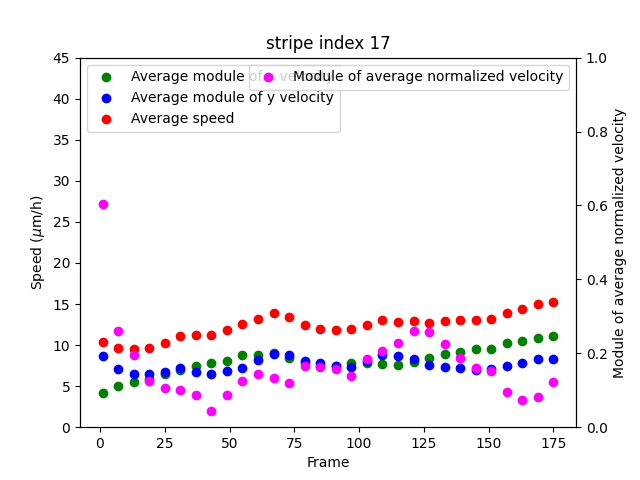 stripe index 17
Average module of x velocity
Average module of y velocity
Average speed
Module of average normalized velocity
Speed (μm/h)
45
40
35
30
25
20
15
10
5
0
1.0
0.8
0.6
0.4
0.2
0.0
Module of average normalized velocity
0 25 50 75 100 125 150 175
Frame